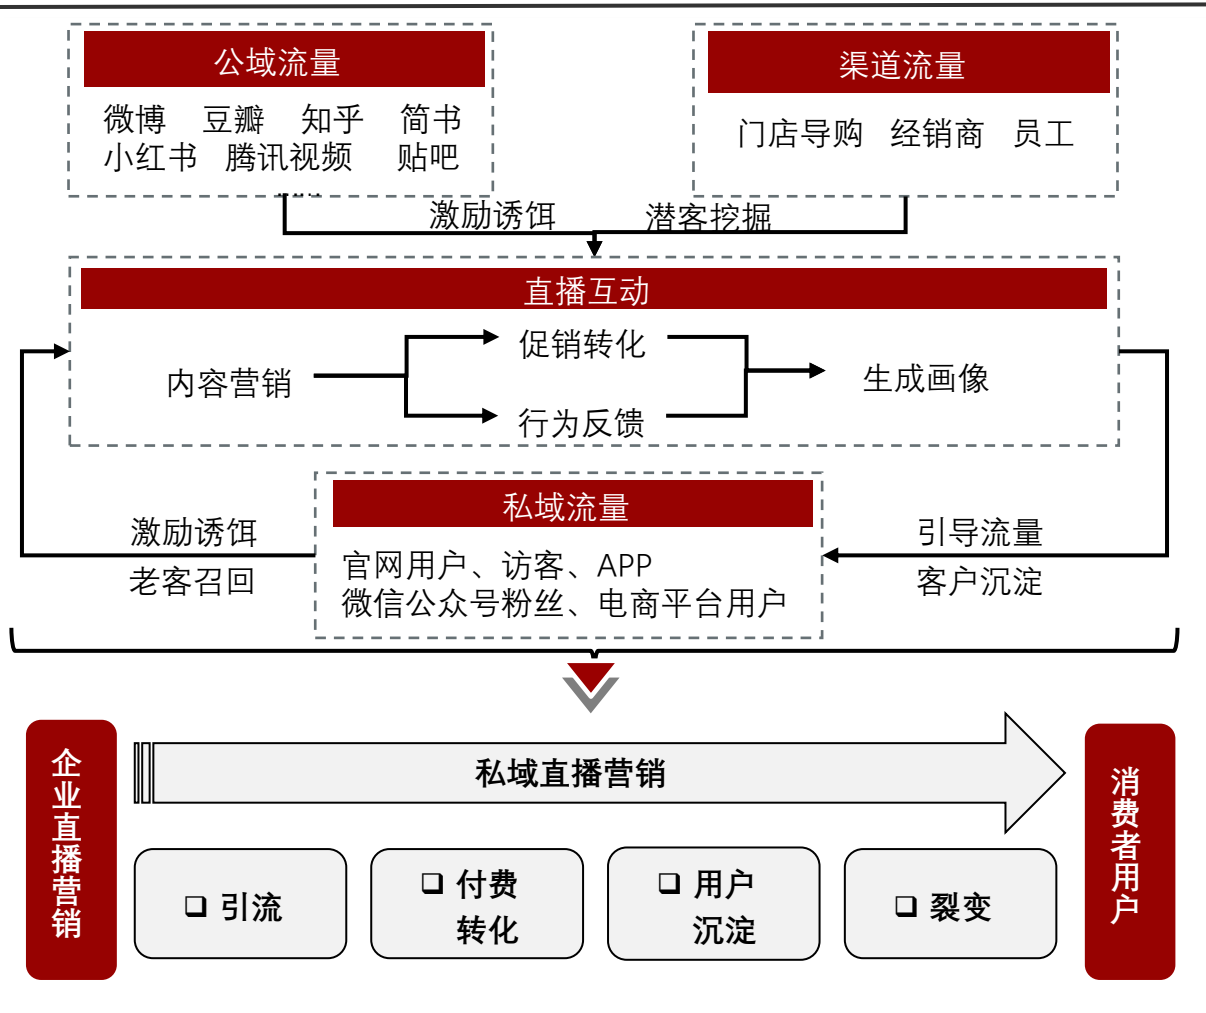 公域流量
微博 豆瓣 知乎 简书
小红书 腾讯视频 贴吧
渠道流量
门店导购 经销商 员工
激励诱饵
潜客挖掘
直播互动
内容营销
促销转化
行为反馈
生成画像
私域流量
官网用户、访客、APP
微信公众号粉丝、电商平台用户
激励诱饵
老客召回
引导流量
客户沉淀
企业直播营销
私域直播营销
消费者用户
引流
付费
转化
用户
沉淀
裂变